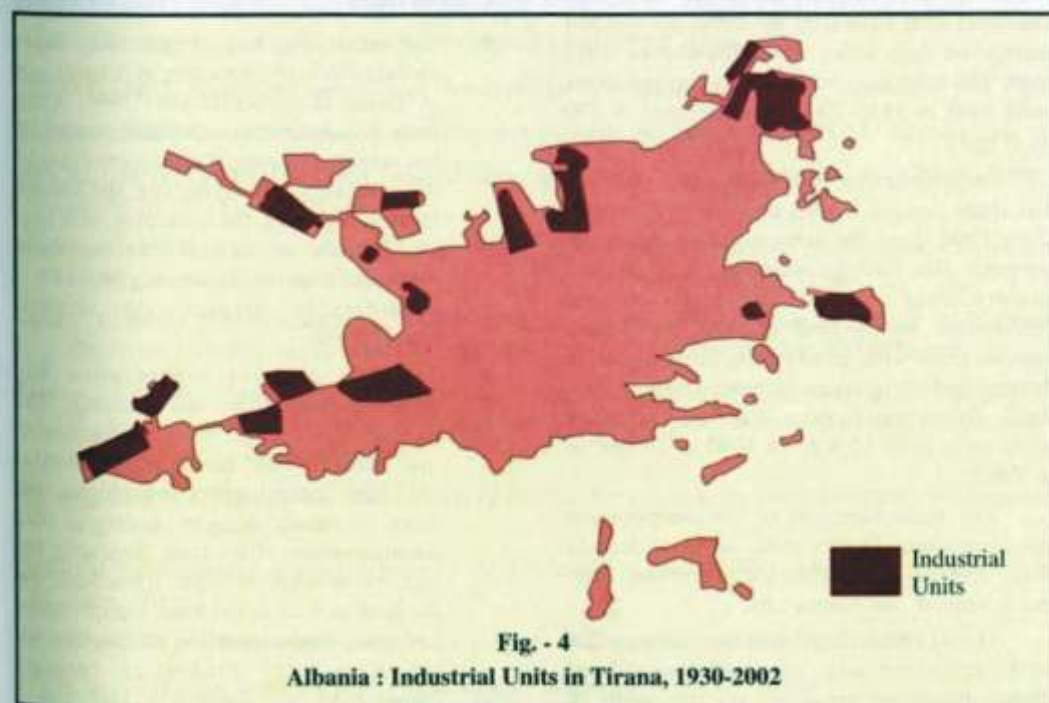 Industrial
Units
Fig. - 4
Albania : Industrial Units in Tirana, 1930-2002